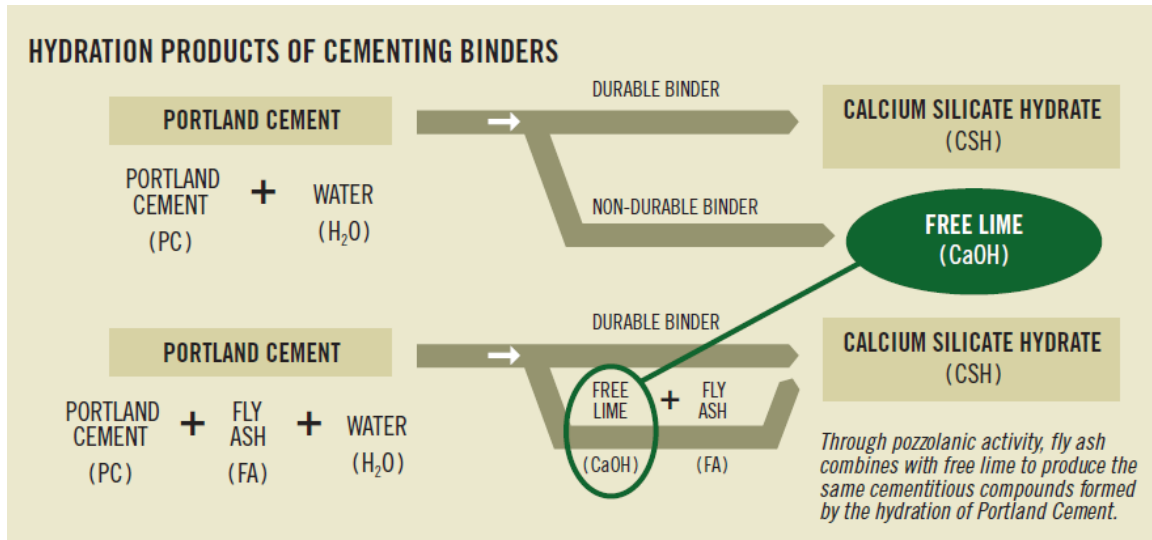 HYDRATION PRODUCTS OF CEMENTING BINDERS
PORTLAND CEMENT
PORTLAND
CEMENT
(PC)
+
WATER
(H₂O)
DURABLE BINDER
NON-DURABLE BINDER
CALCIUM SILICATE HYDRATE
(CSH)
FREE LIME
(CaOH)
PORTLAND CEMENT
PORTLAND
CEMENT
(PC)
+
FLY
ASH
(FA)
+
WATER
(H₂O)
DURABLE BINDER
FREE
LIME
(CaOH)
+
FLY
ASH
(FA)
CALCIUM SILICATE HYDRATE
(CSH)
Through pozzolanic activity, fly ash
combines with free lime to produce the
same cementitious compounds formed
by the hydration of Portland Cement.